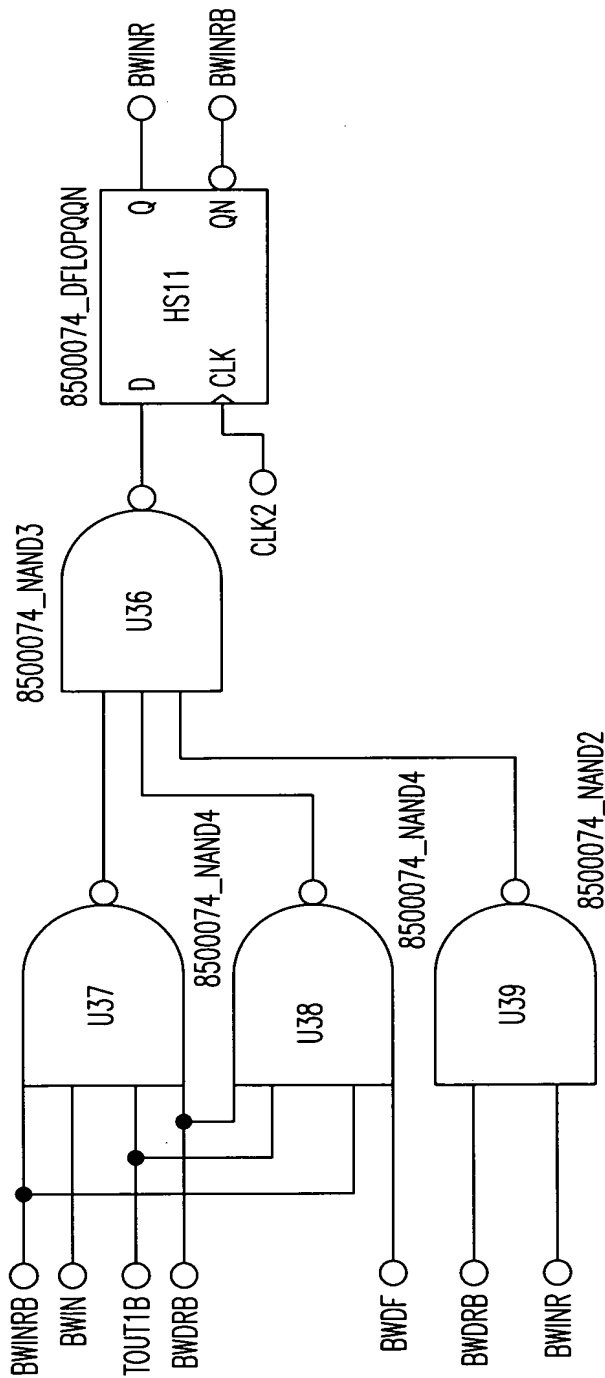 BWINRB
BWIN
TOUT1B
BWDRB
BWDF
BWDRB
BWINR
U37
8500074_NAND4
U38
8500074_NAND4
U39
8500074_NAND2
8500074_NAND3
U36
CLK2
8500074_DFLOPQQN
D
Q
HS11
CLK
QN
BWINR
BWINRB